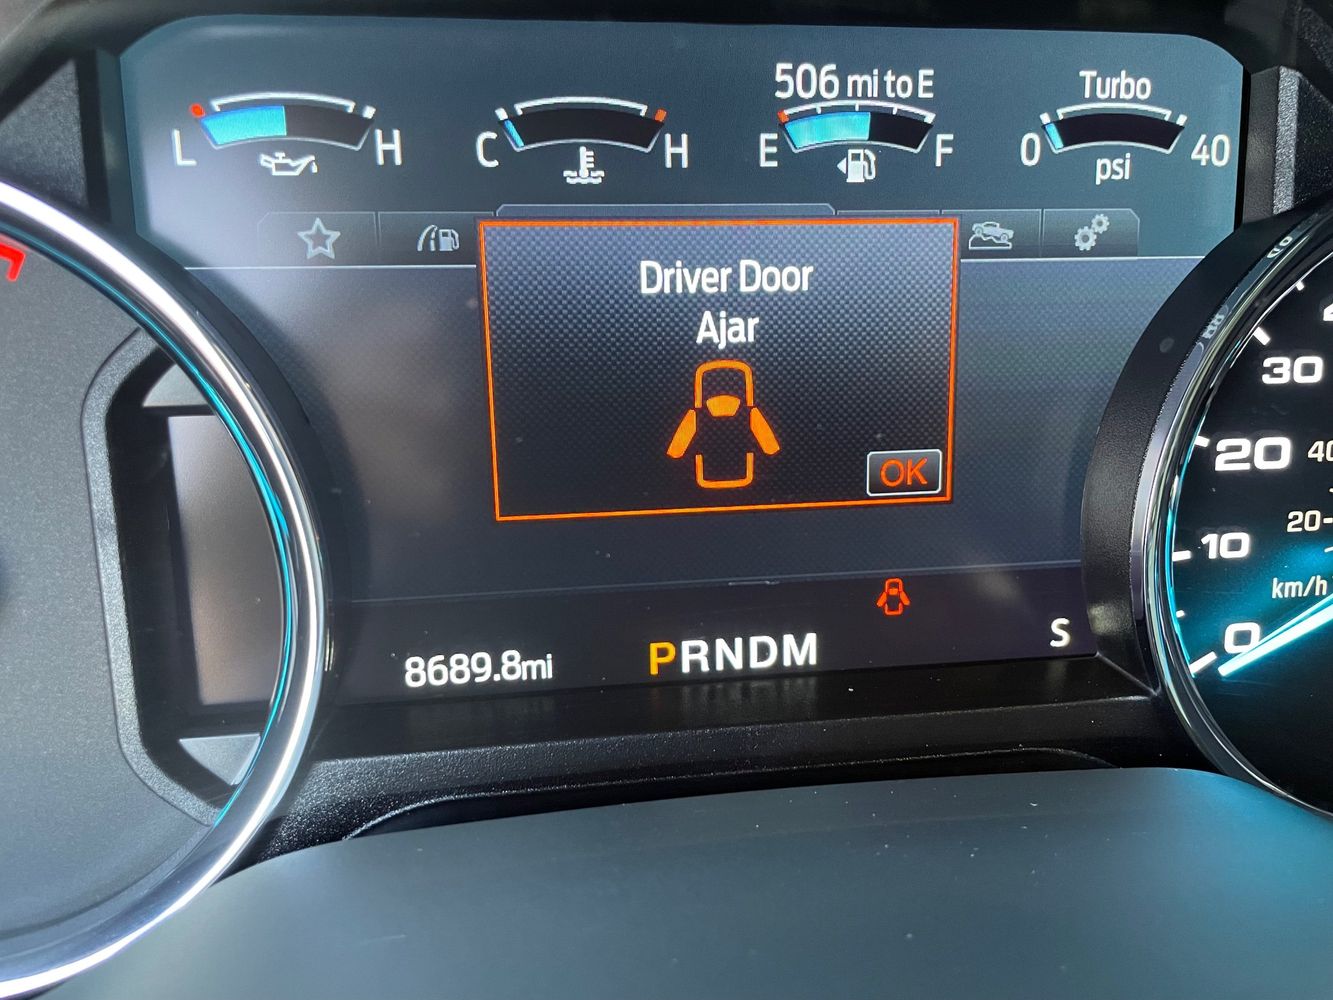 506 mi to E
Turbo
L H
C H
E F
0 40
psi
Driver Door
Ajar
OK
30
20
10
0
20
km/h
8689.8mi
PRNDM
S